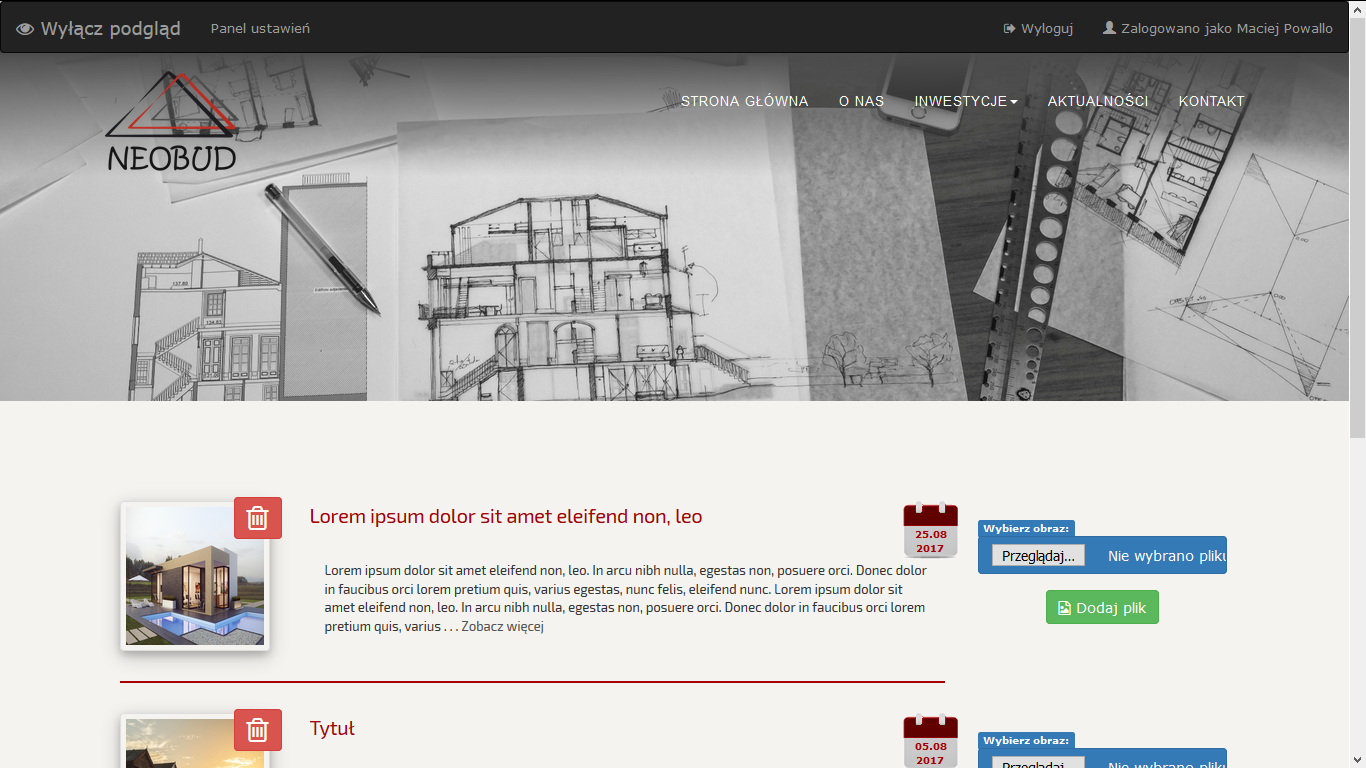 Wyłącz podgląd
Panel ustawień
Wyloguj
Zalogowano jako Maciej Powallo
NEOBUD
STRONA GŁÓWNA
O NAS
INWESTYCJE
AKTUALNOŚCI
KONTAKT
Lorem ipsum dolor sit amet eleifend non, leo
25.08
2017
Lorem ipsum dolor sit amet eleifend non, leo. In arcu nibh nulla, egestas non, posuere orci. Donec dolor
in faucibus orci lorem pretium quis, varius egestas, nunc felis, eleifend nunc. Lorem ipsum dolor sit
amet eleifend non, leo. In arcu nibh nulla, egestas non, posuere orci. Donec dolor in faucibus orci lorem
pretium quis, varius . . . Zobacz więcej
Wybierz obraz:
Przeglądaj...
Nie wybrano pliku
Dodaj plik
Tytuł
05.08
2017
Wybierz obraz:
Przeglądaj...
Nie wybrano pliku